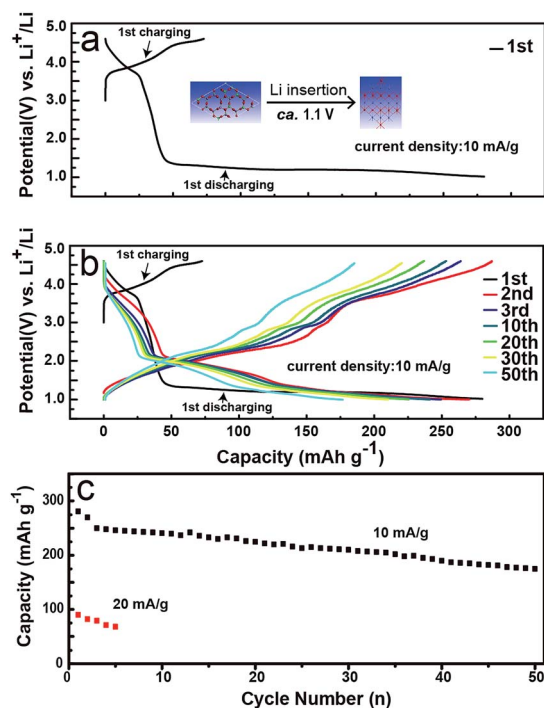 a
Potential(V) vs. Li⁺/Li
5.0
4.0
3.0
2.0
1.0
1st charging
1st
Li insertion
ca. 1.1 V
current density:10 mA/g
1st discharging
b
Potential(V) vs. Li⁺/Li
5.0
4.0
3.0
2.0
1.0
1st charging
1st
2nd
3rd
10th
20th
30th
50th
current density:10 mA/g
1st discharging
0 50 100 150 200 250 300
Capacity (mAh g⁻¹)
c
Capacity (mAh g⁻¹)
300
200
100
0
10 mA/g
20 mA/g
0 10 20 30 40 50
Cycle Number (n)